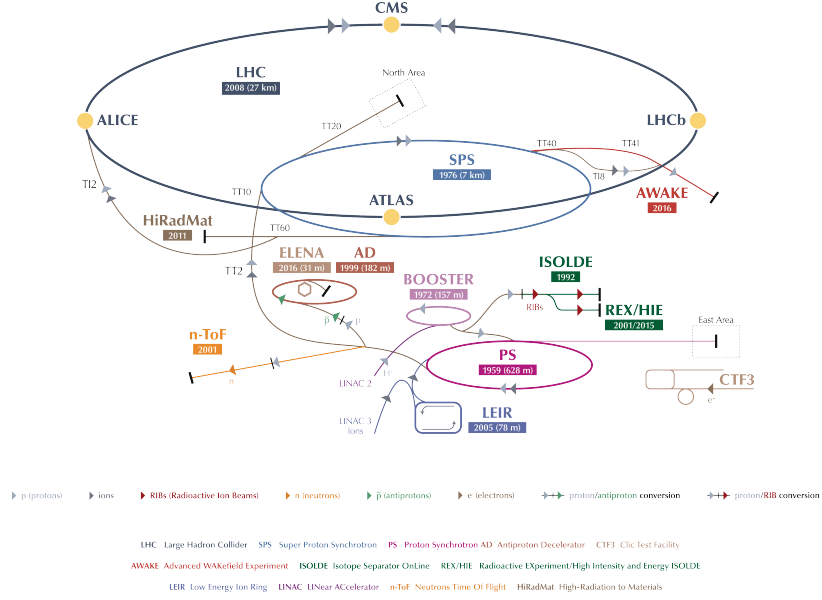 CMS
LHC
2008 (27 km)
North Area
ALICE
TT20
LHCb
TT40
TT41
SPS
1976 (7 km)
TI8
TI2
TT10
AWAKE
2016
ATLAS
HiRadMat
2011
TT60
ELENA
2016 (31 m)
AD
1999 (182 m)
TT2
BOOSTER
1972 (157 m)
ISOLDE
1992
RIBs
REX/HIE
2001/2015
p̅
p
East Area
n-ToF
2001
n
PS
1959 (628 m)
LINAC 2
CTF3
e⁻
LEIR
2005 (78 m)
LINAC 3
Ions
p (protons)
ions
RIBs (Radioactive Ion Beams)
n (neutrons)
p̅ (antiprotons)
e⁻(electrons)
proton/antiproton conversion
proton/RIB conversion
LHC Large Hadron Collider SPS Super Proton Synchrotron PS Proton Synchrotron AD Antiproton Decelerator CTF3 Clic Test Facility
AWAKE Advanced WAKefield Experiment ISOLDE Isotope Separator OnLine REX/HIE Radioactive EXperiment/High Intensity and Energy ISOLDE
LEIR Low Energy Ion Ring LINAC LINear ACcelerator n-ToF Neutrons Time Of Flight HiRadMat High-Radiation to Materials